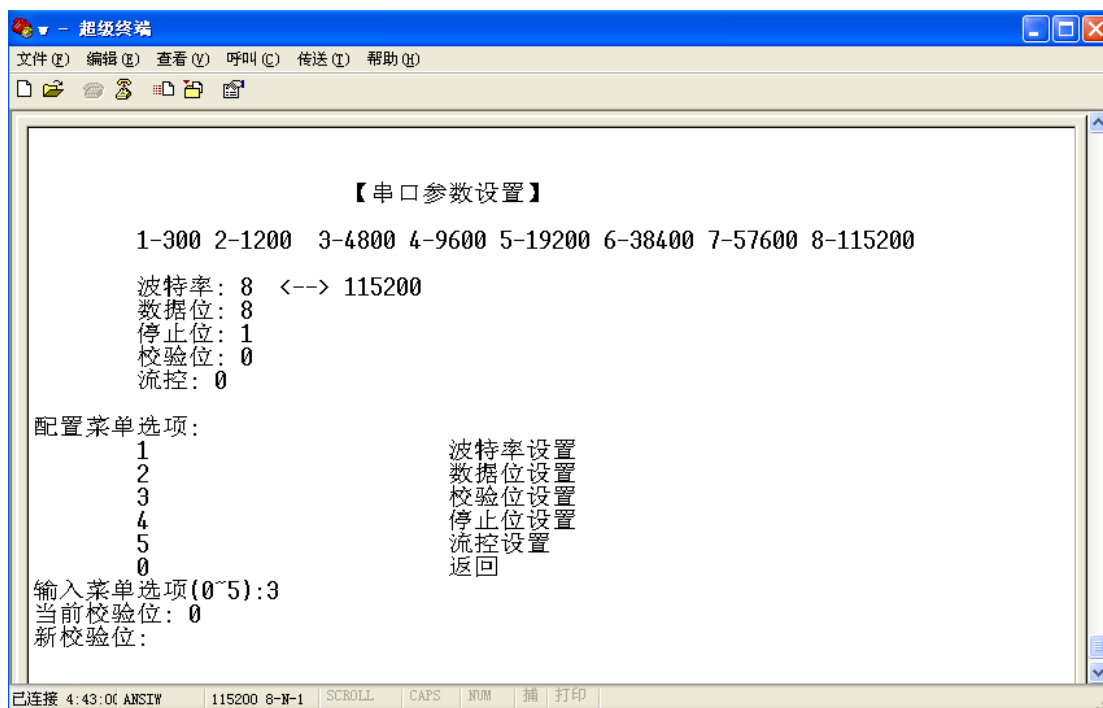 w - 超级终端
文件(F) 编辑(E) 查看(V) 呼叫(C) 传送(T) 帮助(H)
【串口参数设置】
1-300 2-1200 3-4800 4-9600 5-19200 6-38400 7-57600 8-115200
波特率: 8 <--> 115200
数据位: 8
停止位: 1
校验位: 0
流控: 0
配置菜单选项:
1 波特率设置
2 数据位设置
3 校验位设置
4 停止位设置
5 流控设置
0 返回
输入菜单选项(0~5):3
当前校验位: 0
新校验位:
已连接 4:43:00 ANSIW 115200 8-N-1 SCROLL CAPS NUM 捕 打印